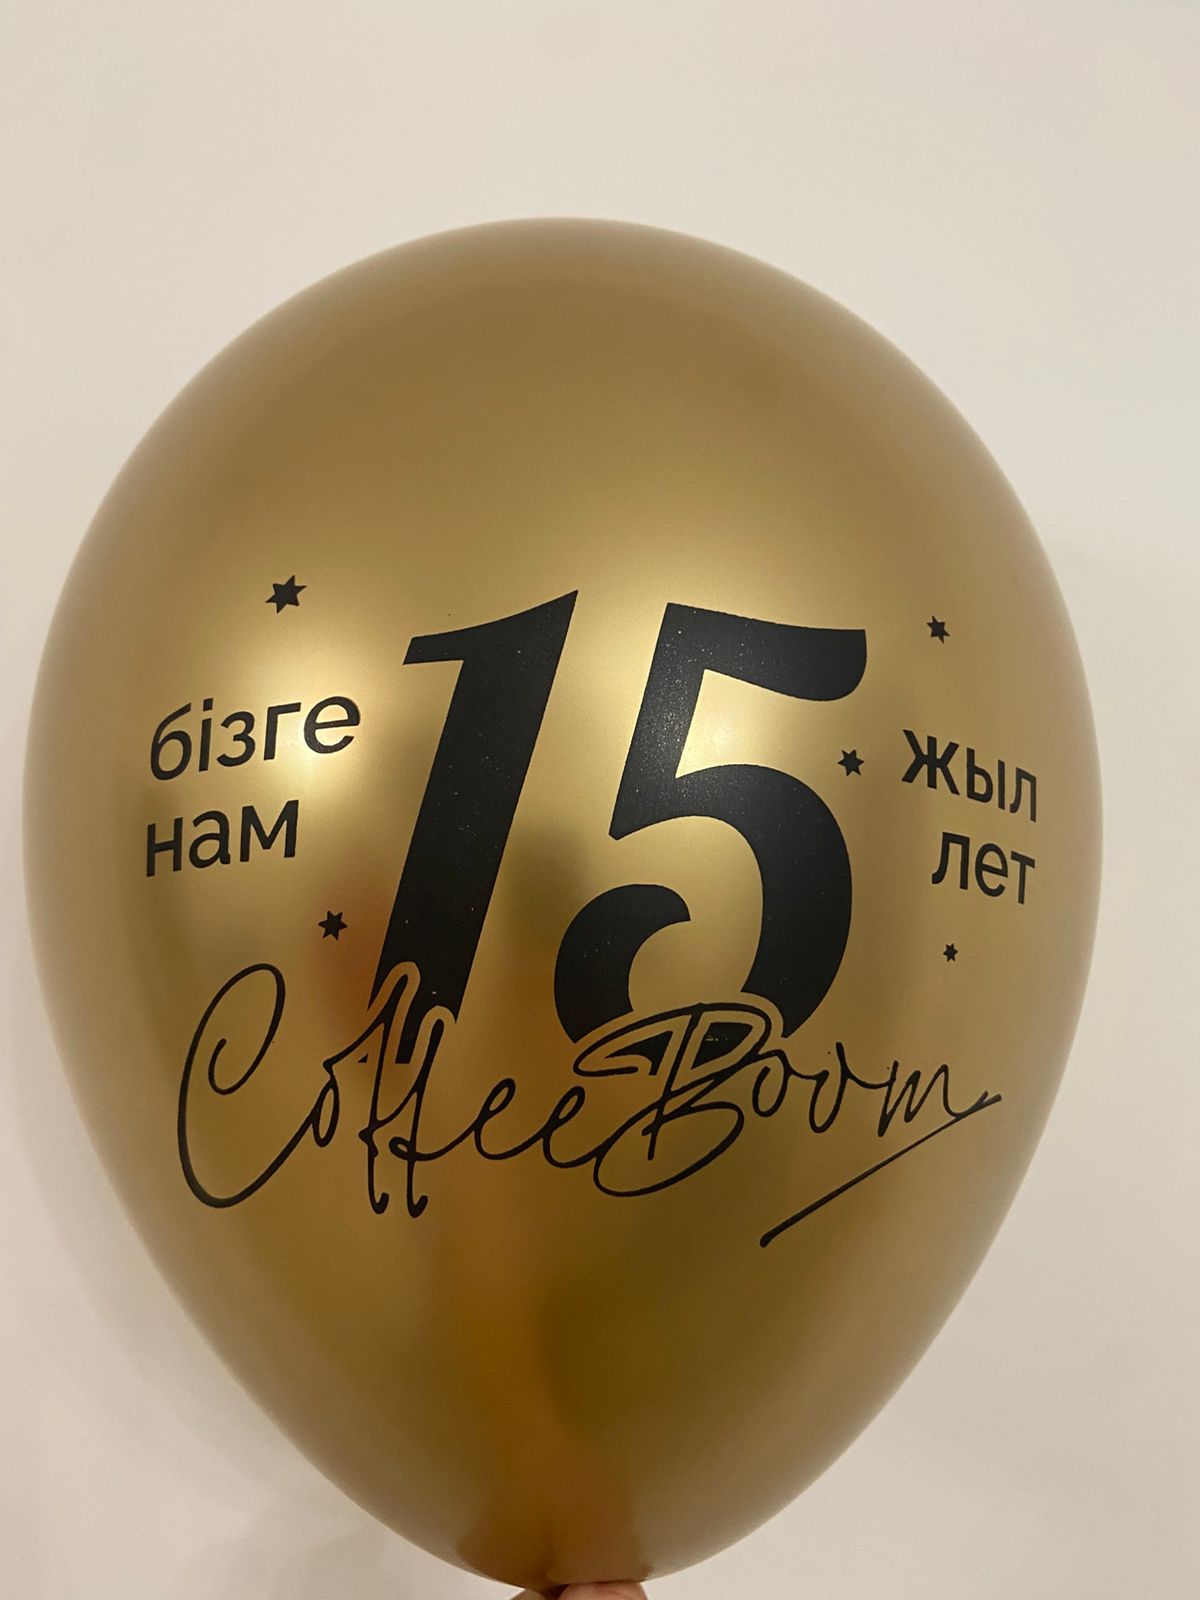 бізге 15 жыл
нам лет
CoffeeBoom